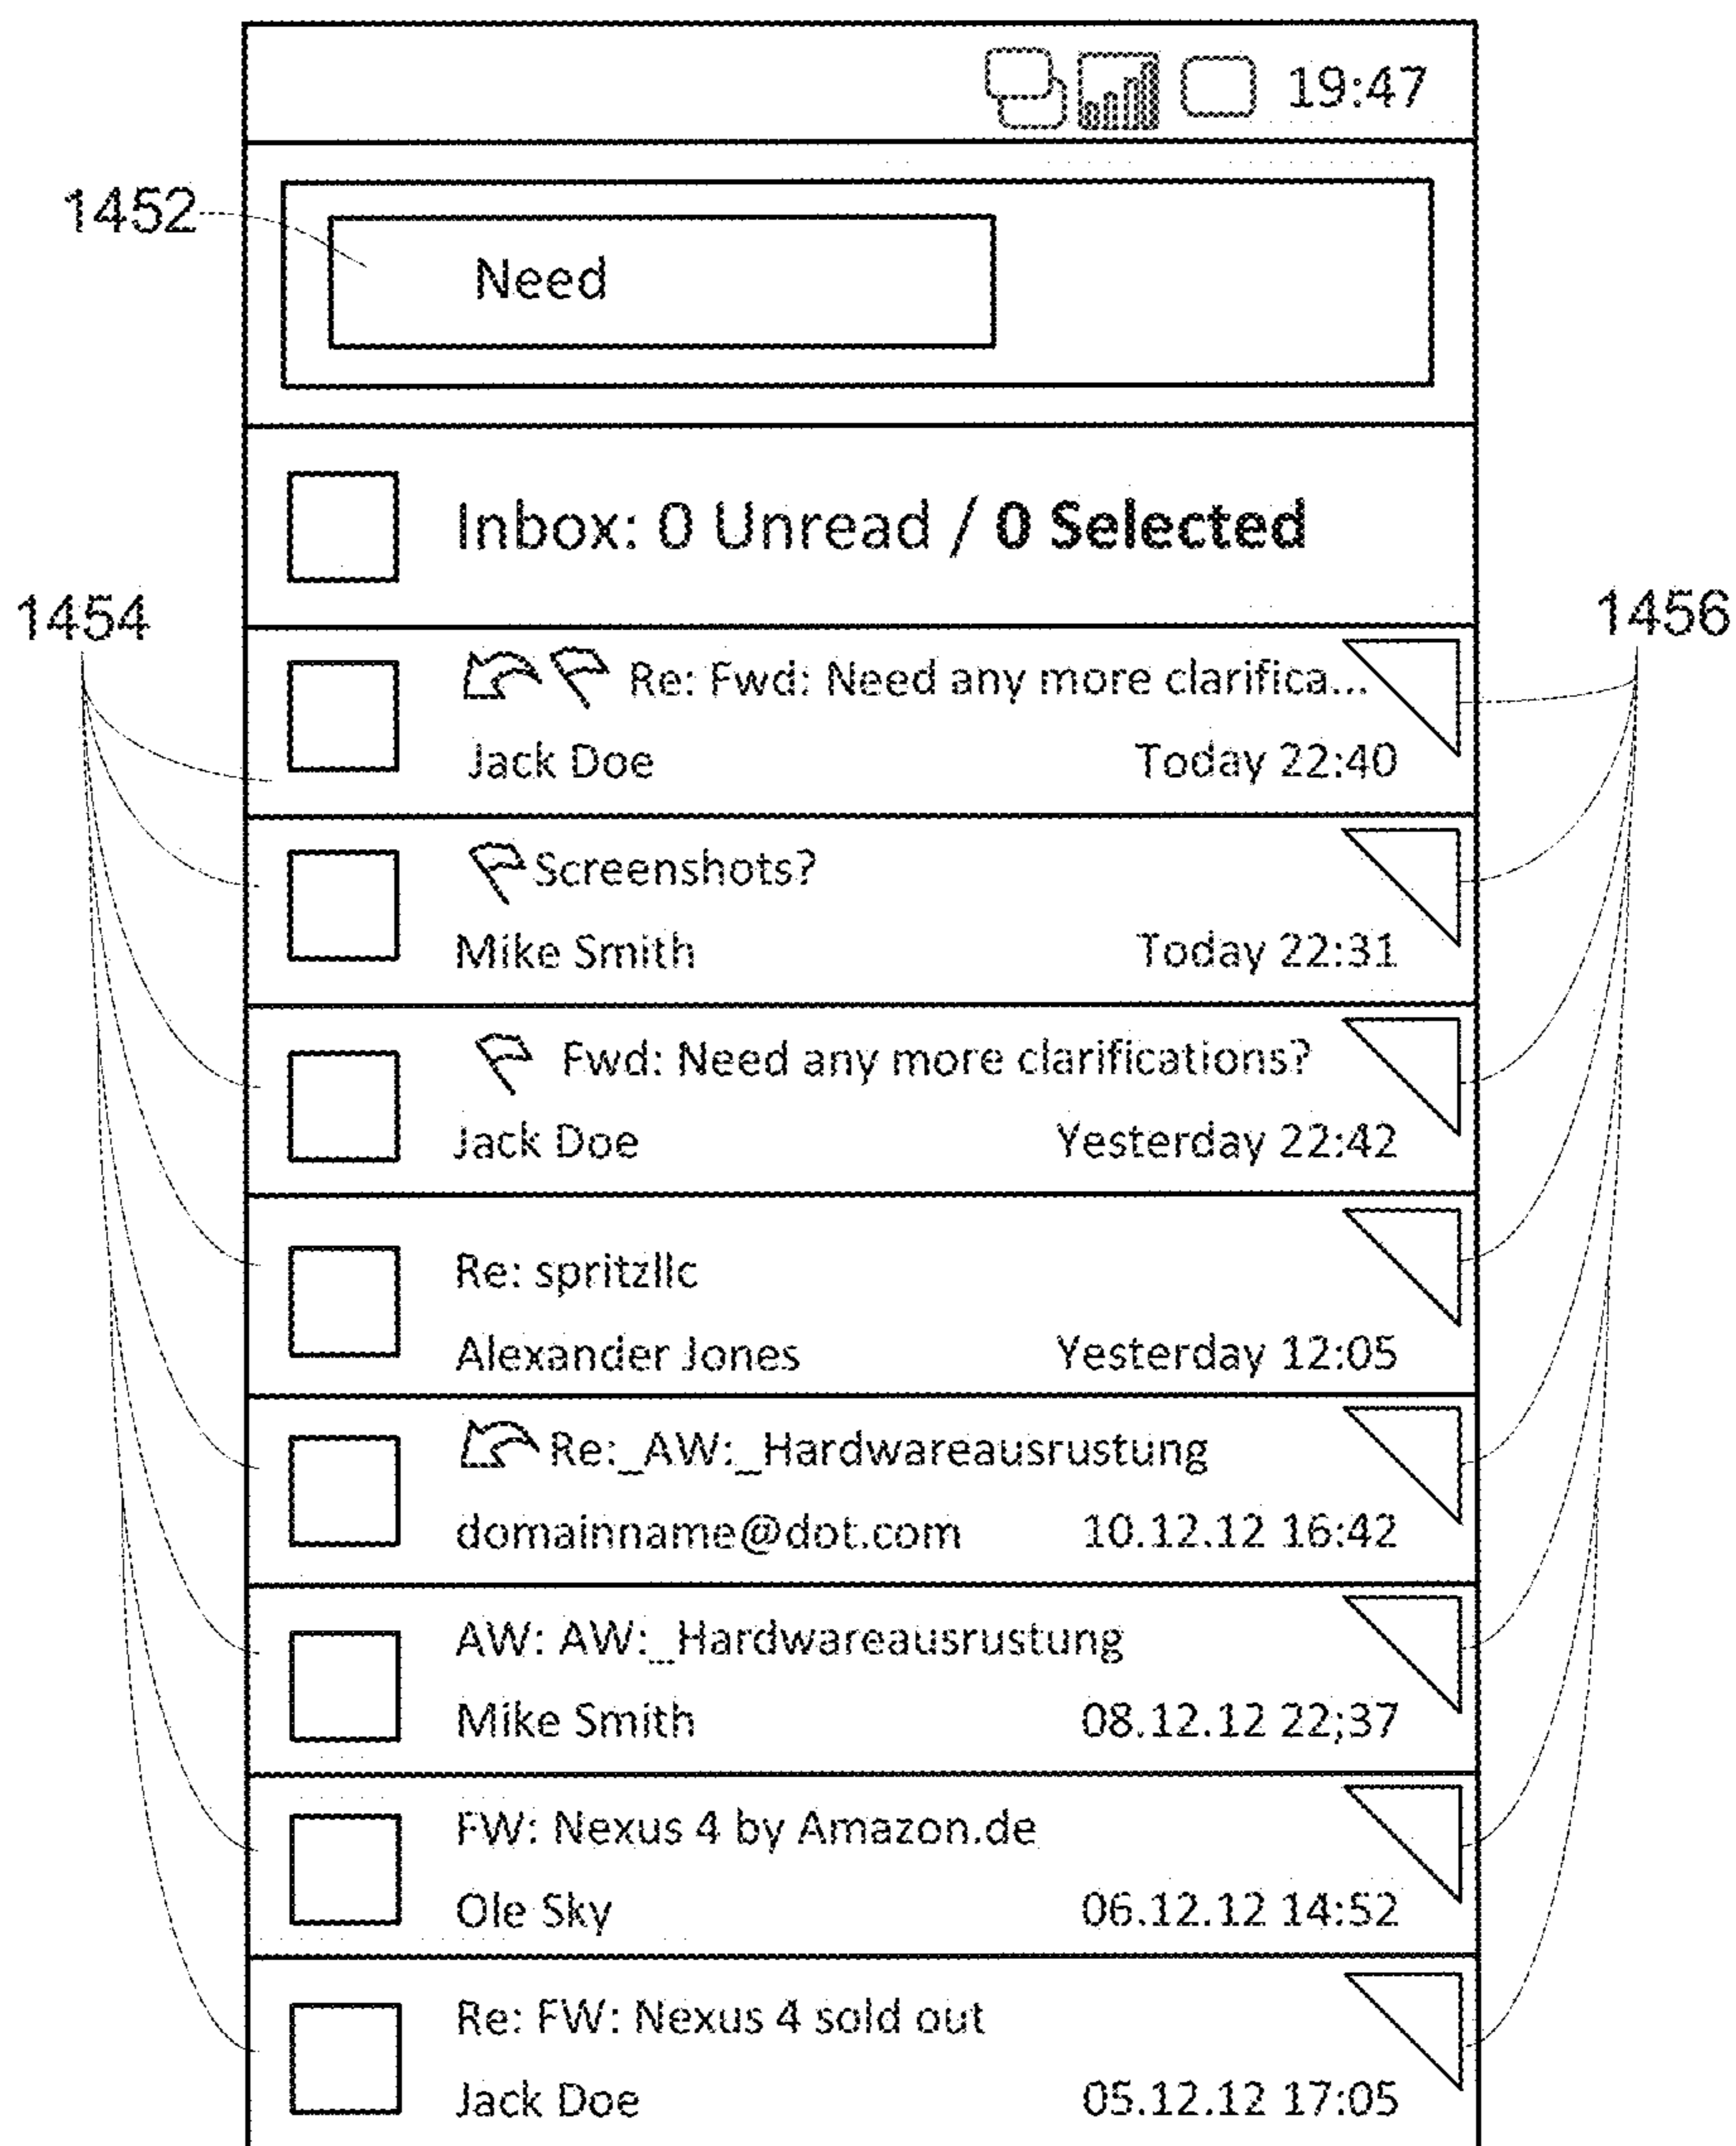 19:47
1452
Need
Inbox: 0 Unread / 0 Selected
1454
1456
Re: Fwd: Need any more clarifica...
Jack Doe Today 22:40
Screenshots?
Mike Smith Today 22:31
Fwd: Need any more clarifications?
Jack Doe Yesterday 22:42
Re: spritzllc
Alexander Jones Yesterday 12:05
Re:_AW:_Hardwareausrustung
domainname@dot.com 10.12.12 16:42
AW: AW:_Hardwareausrustung
Mike Smith 08.12.12 22;37
FW: Nexus 4 by Amazon.de
Ole Sky 06.12.12 14:52
Re: FW: Nexus 4 sold out
Jack Doe 05.12.12 17:05